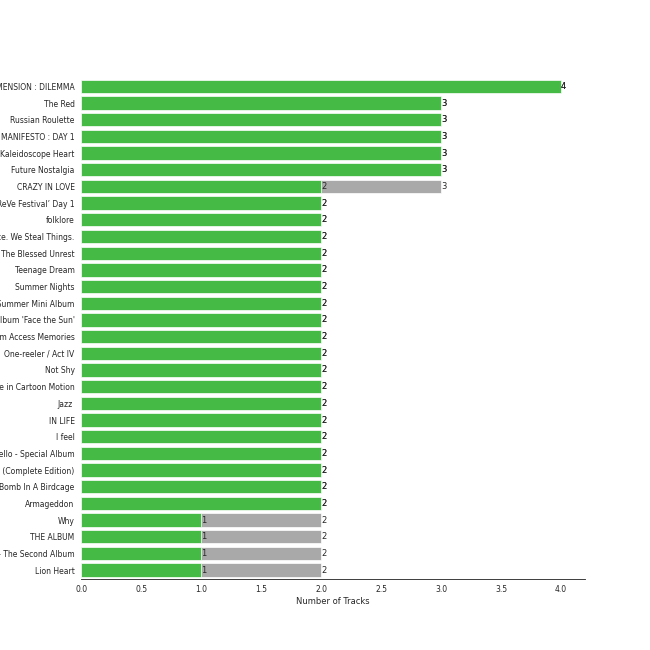 DILEMMA 4
The Red 3
Russian Roulette 3
MANIFESTO : DAY 1 3
Kaleidoscope Heart 3
Future Nostalgia 3
CRAZY IN LOVE 2 3
Festival' Day 1 2
folklore 2
We Steal Things. 2
The Blessed Unrest 2
Teenage Dream 2
Summer Nights 2
Summer Mini Album 2
'Face the Sun' 2
Access Memories 2
One-reeler / Act IV 2
Not Shy 2
in Cartoon Motion 2
Jazz 2
IN LIFE 2
I feel 2
- Special Album 2
(Complete Edition) 2
Bomb In A Birdcage 2
Armageddon 2
Why 1 2
THE ALBUM 1 2
- The Second Album 1 2
Lion Heart 1 2
0.0 0.5 1.0 1.5 2.0 2.5 3.0 3.5 4.0
Number of Tracks